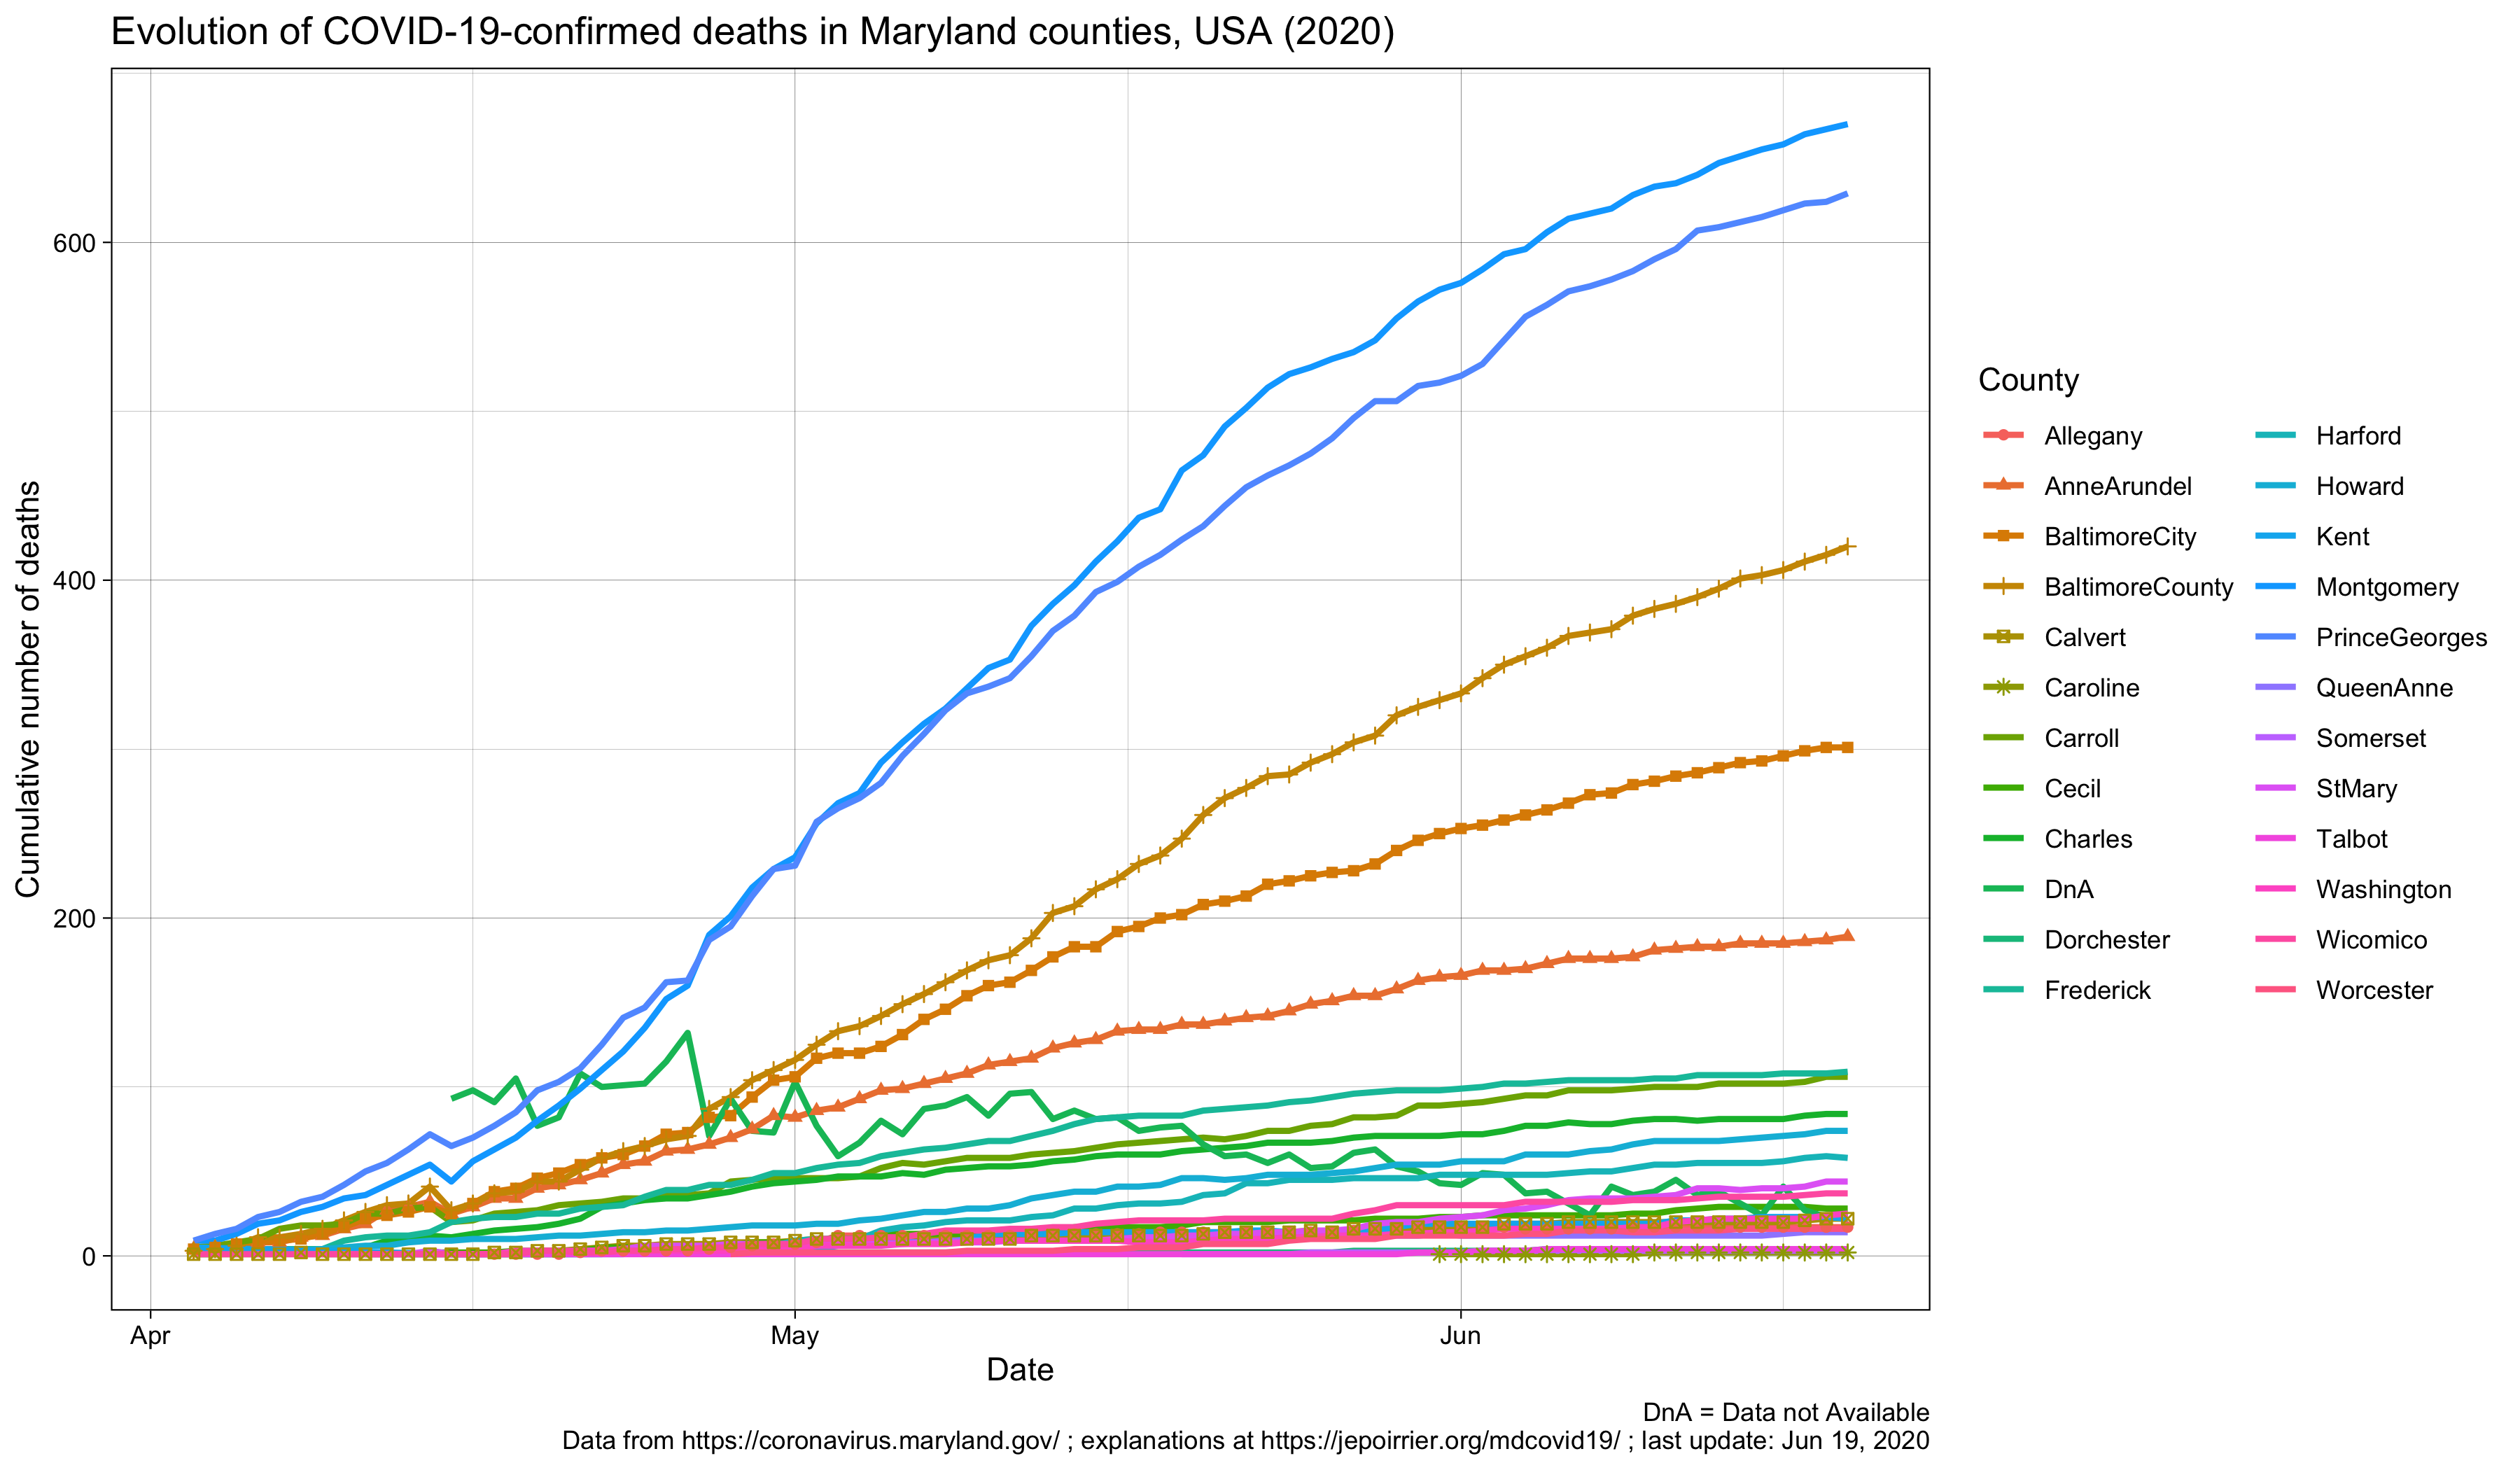 Evolution of COVID-19-confirmed deaths in Maryland counties, USA (2020)
Cumulative number of deaths
600
400
200
0
Apr
May
Jun
Date
County
Allegany
AnneArundel
BaltimoreCity
BaltimoreCounty
Calvert
Caroline
Carroll
Cecil
Charles
DnA
Dorchester
Frederick
Harford
Howard
Kent
Montgomery
PrinceGeorges
QueenAnne
Somerset
StMary
Talbot
Washington
Wicomico
Worcester
DnA = Data not Available
Data from https://coronavirus.maryland.gov/ ; explanations at https://jepoirrier.org/mdcovid19/ ; last update: Jun 19, 2020